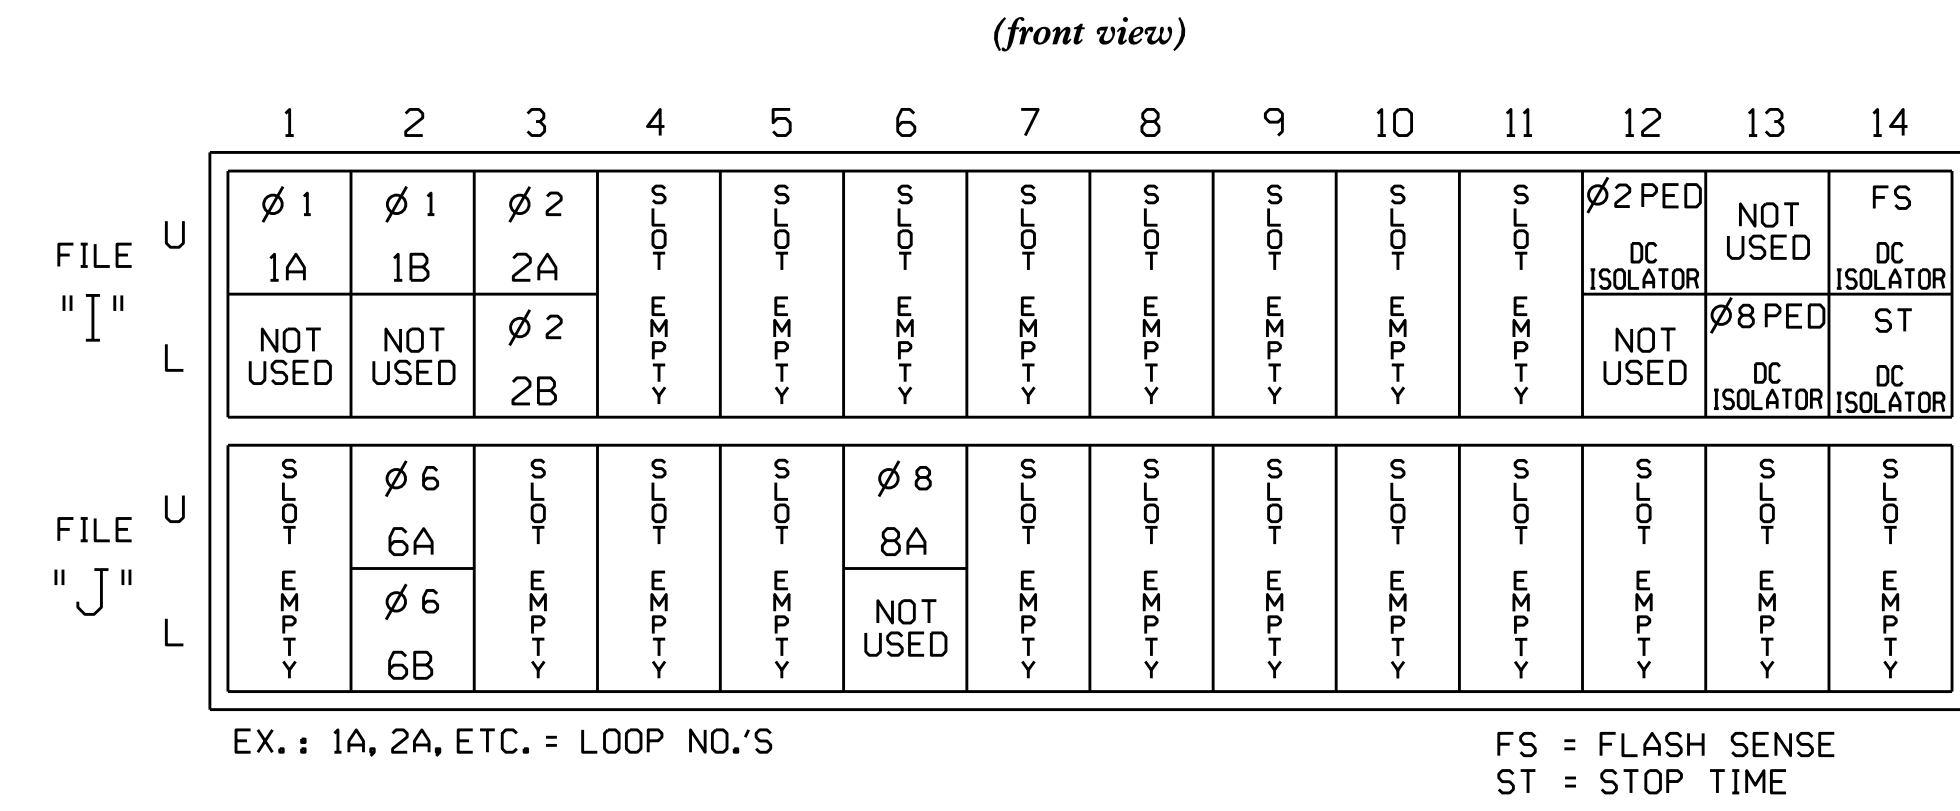 (front view)
1 2 3 4 5 6 7 8 9 10 11 12 13 14
FILE "I"
U
L
Ø 1
1A
NOT
USED
Ø 1
1B
NOT
USED
Ø 2
2A
Ø 2
2B
SLOT EMPTY
SLOT EMPTY
SLOT EMPTY
SLOT EMPTY
SLOT EMPTY
SLOT EMPTY
SLOT EMPTY
SLOT EMPTY
Ø2 PED
DC
ISOLATOR
NOT
USED
NOT
USED
Ø8 PED
DC
ISOLATOR
FS
DC
ISOLATOR
ST
DC
ISOLATOR
FILE "J"
U
L
SLOT EMPTY
Ø 6
6A
Ø 6
6B
SLOT EMPTY
SLOT EMPTY
SLOT EMPTY
Ø 8
8A
NOT
USED
SLOT EMPTY
SLOT EMPTY
SLOT EMPTY
SLOT EMPTY
SLOT EMPTY
SLOT EMPTY
SLOT EMPTY
SLOT EMPTY
EX.: 1A, 2A, ETC. = LOOP NO.'S
FS = FLASH SENSE
ST = STOP TIME